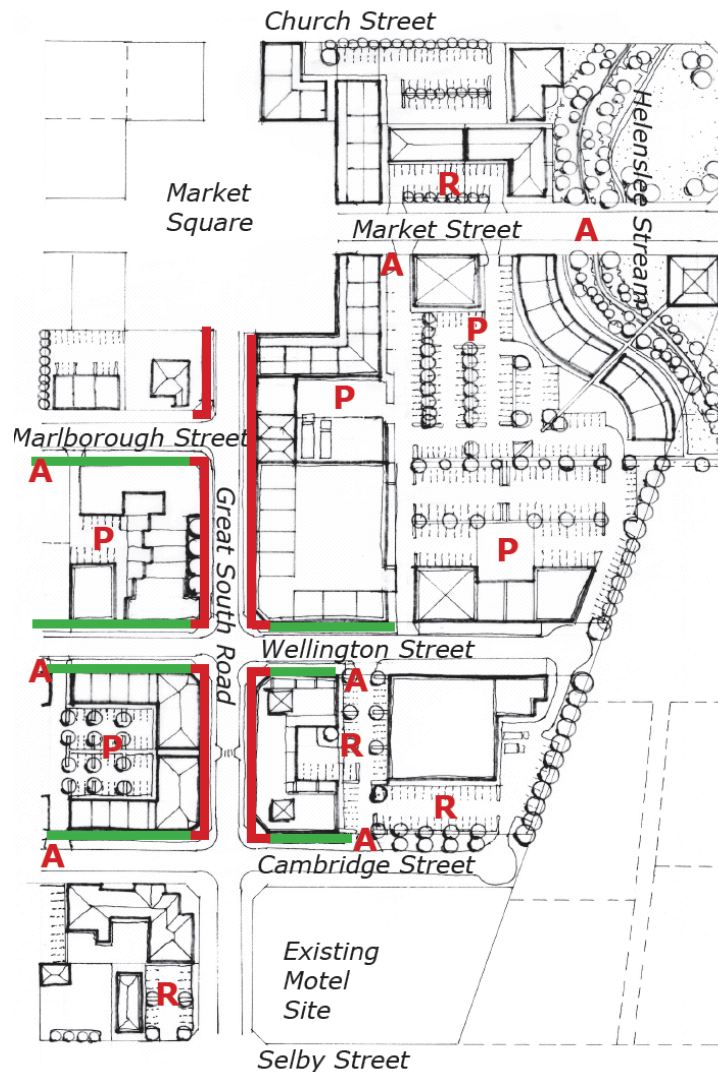 Church Street
Helenslee Stream
R
Market
Square
Market Street
A
A
P
P
Marlborough Street
A
Great South Road
P
P
Wellington Street
A
A
P
R
R
A
A
Cambridge Street
Existing
Motel
Site
R
Selby Street